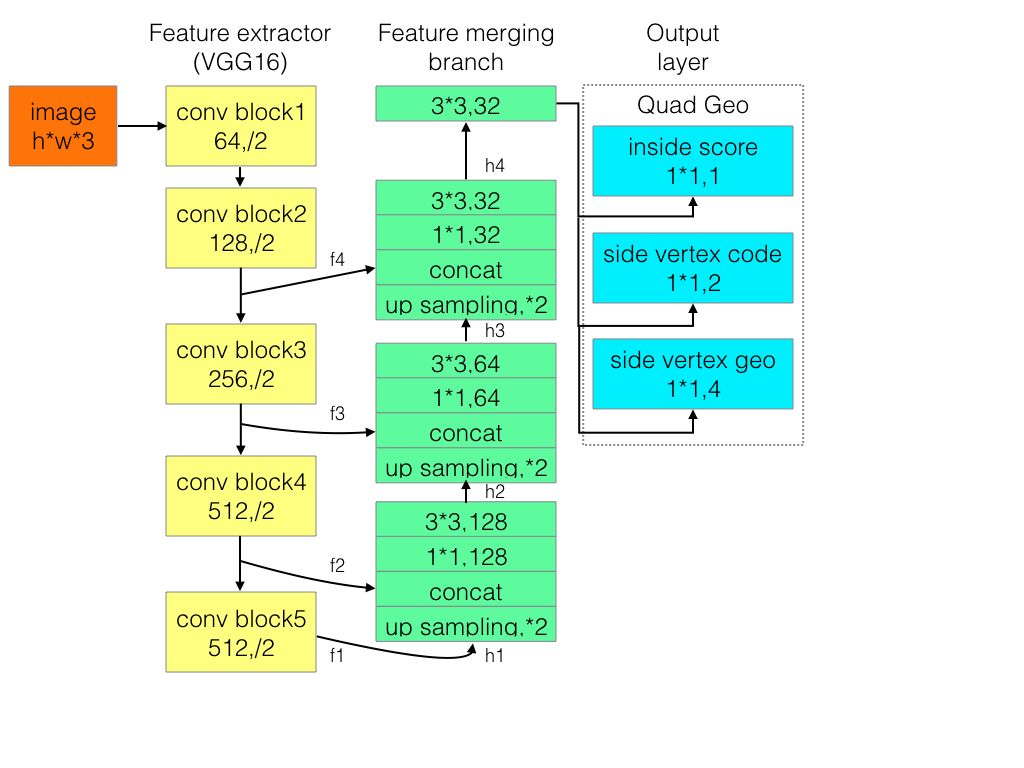 Feature extractor
(VGG16)
Feature merging
branch
Output
layer
image
h*w*3
conv block1
64,/2
conv block2
128,/2
conv block3
256,/2
conv block4
512,/2
conv block5
512,/2
f4
f3
f2
f1
3*3,32
h4
3*3,32
1*1,32
concat
up sampling,*2
h3
3*3,64
1*1,64
concat
up sampling,*2
h2
3*3,128
1*1,128
concat
up sampling,*2
h1
Quad Geo
inside score
1*1,1
side vertex code
1*1,2
side vertex geo
1*1,4